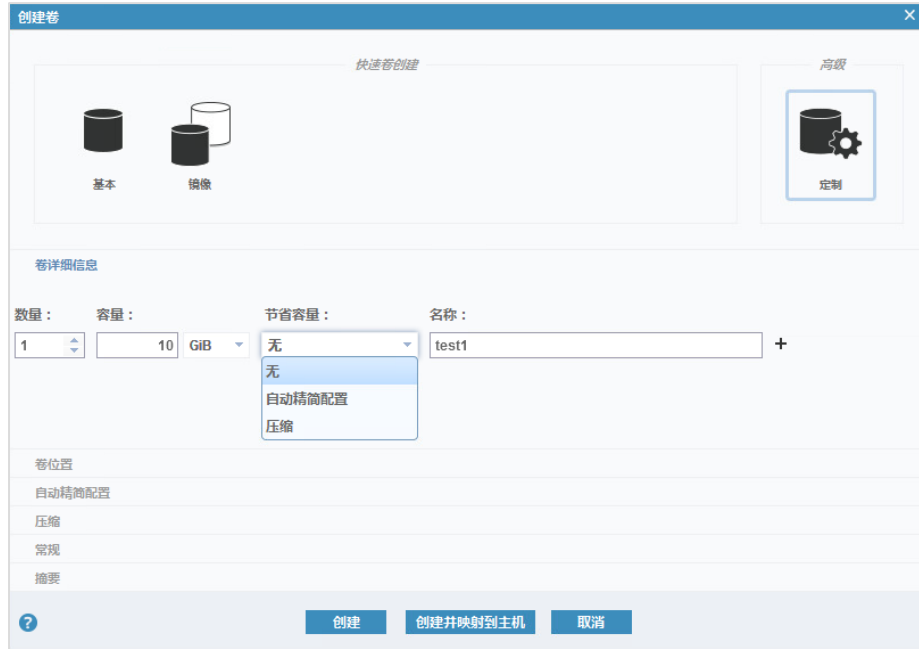 创建卷
快速卷创建
高级
基本
镜像
定制
卷详细信息
数量： 容量： 节省容量： 名称：
1 10 GiB 无 test1 +
无
自动精简配置
压缩
卷位置
自动精简配置
压缩
常规
摘要
? 创建 创建并映射到主机 取消